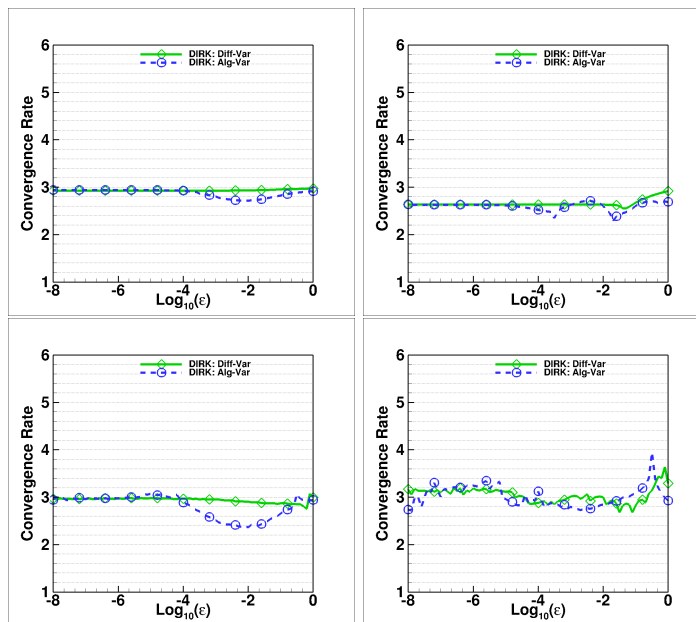 6
5
4
3
2
1
Convergence Rate
DIRK: Diff-Var
DIRK: Alg-Var
-8 -6 -4 -2 0
Log10(ε)
6
5
4
3
2
1
Convergence Rate
DIRK: Diff-Var
DIRK: Alg-Var
-8 -6 -4 -2 0
Log10(ε)
6
5
4
3
2
1
Convergence Rate
DIRK: Diff-Var
DIRK: Alg-Var
-8 -6 -4 -2 0
Log10(ε)
6
5
4
3
2
1
Convergence Rate
DIRK: Diff-Var
DIRK: Alg-Var
-8 -6 -4 -2 0
Log10(ε)